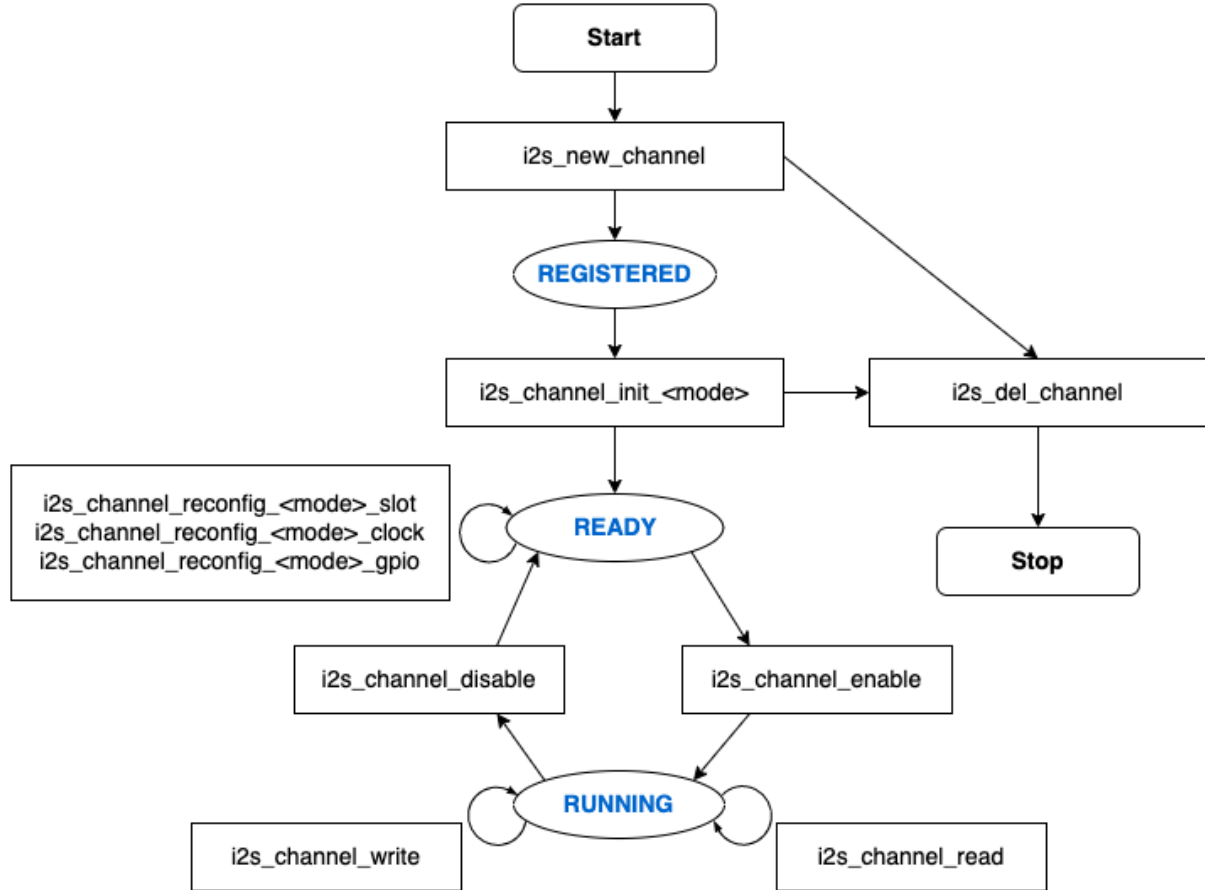 Start
i2s_new_channel
REGISTERED
i2s_channel_init_<mode>
i2s_del_channel
i2s_channel_reconfig_<mode>_slot
i2s_channel_reconfig_<mode>_clock
i2s_channel_reconfig_<mode>_gpio
READY
Stop
i2s_channel_disable
i2s_channel_enable
RUNNING
i2s_channel_write
i2s_channel_read